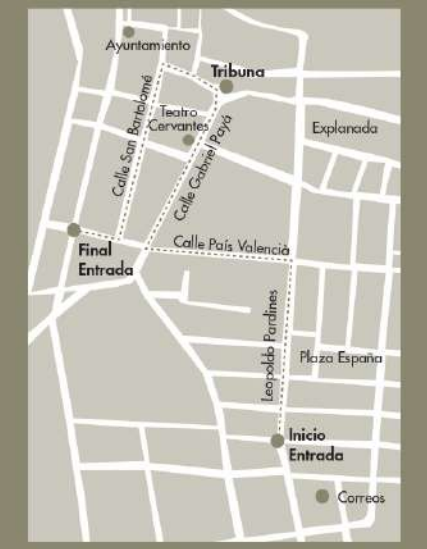 Ayuntamiento
Tribuna
Calle San Bartolomé
Teatro
Cervantes
Calle Gabriel Payá
Explanada
Calle País Valencià
Final
Entrada
Leopoldo Pardines
Plaza España
Inicio
Entrada
Correos